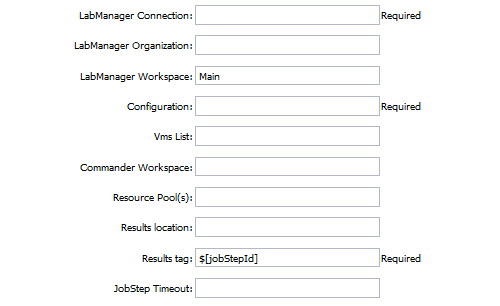 LabManager Connection: Required
LabManager Organization:
LabManager Workspace: Main
Configuration: Required
Vms List:
Commander Workspace:
Resource Pool(s):
Results location:
Results tag: $[jobStepId] Required
JobStep Timeout: